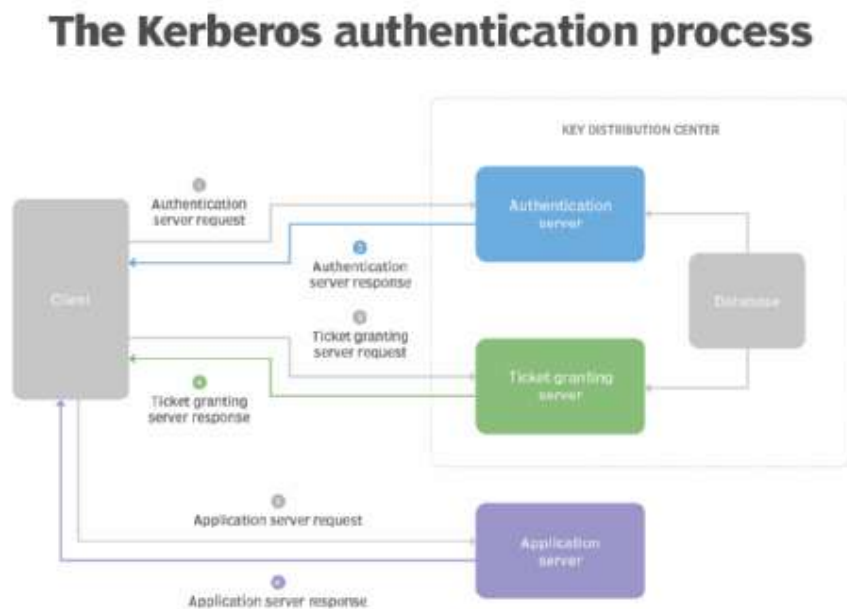 The Kerberos authentication process
KEY DISTRIBUTION CENTER
1
Authentication
server request
Authentication
server
2
Authentication
server response
Client
Database
3
Ticket granting
server request
Ticket granting
server
4
Ticket granting
server response
5
Application server request
Application
server
6
Application server response